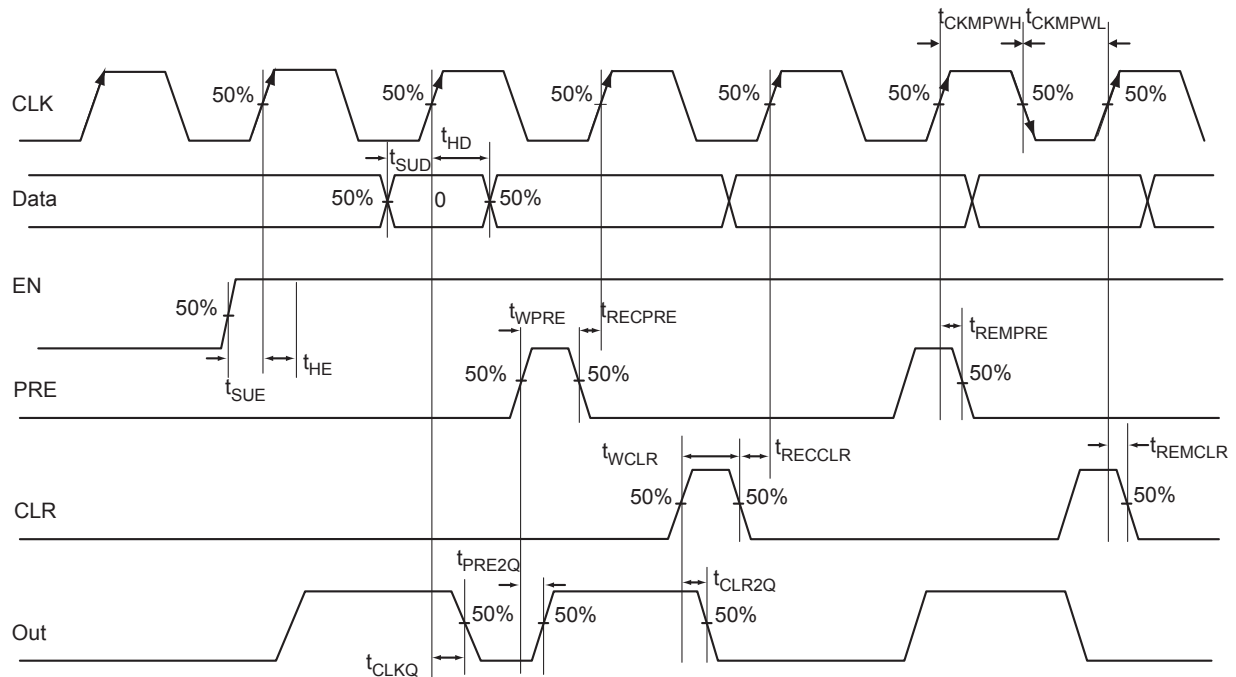 tCKMPWH tCKMPWL
CLK 50% 50% 50% 50% 50% 50% 50%
tSUD tHD
Data 50% 0 50%
EN
50% tWPRE tRECPRE tREMPRE
tSUE tHE
PRE 50% 50% 50%
tWCLR tRECCLR tREMCLR
CLR 50% 50% 50%
tPRE2Q tCLR2Q
Out 50% 50% 50%
tCLKQ